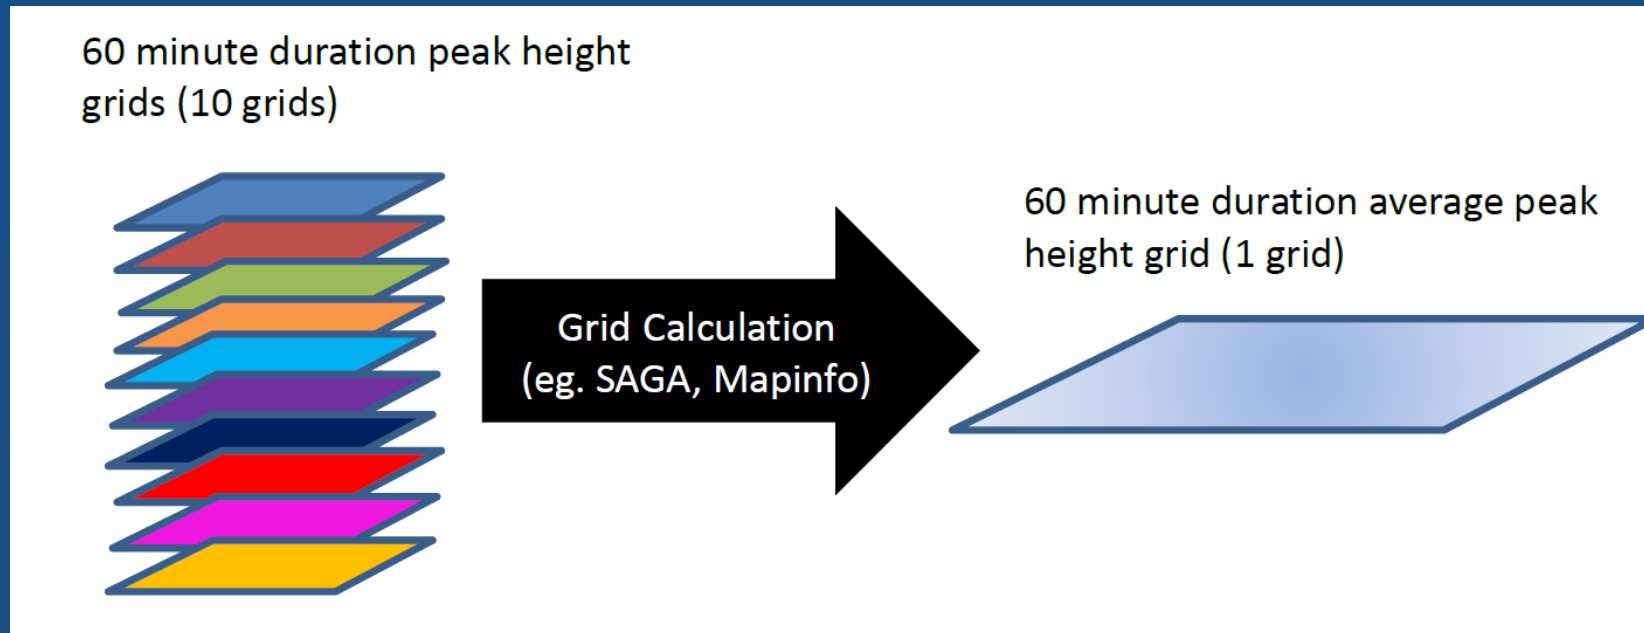 60 minute duration peak height
grids (10 grids)
Grid Calculation
(eg. SAGA, Mapinfo)
60 minute duration average peak
height grid (1 grid)